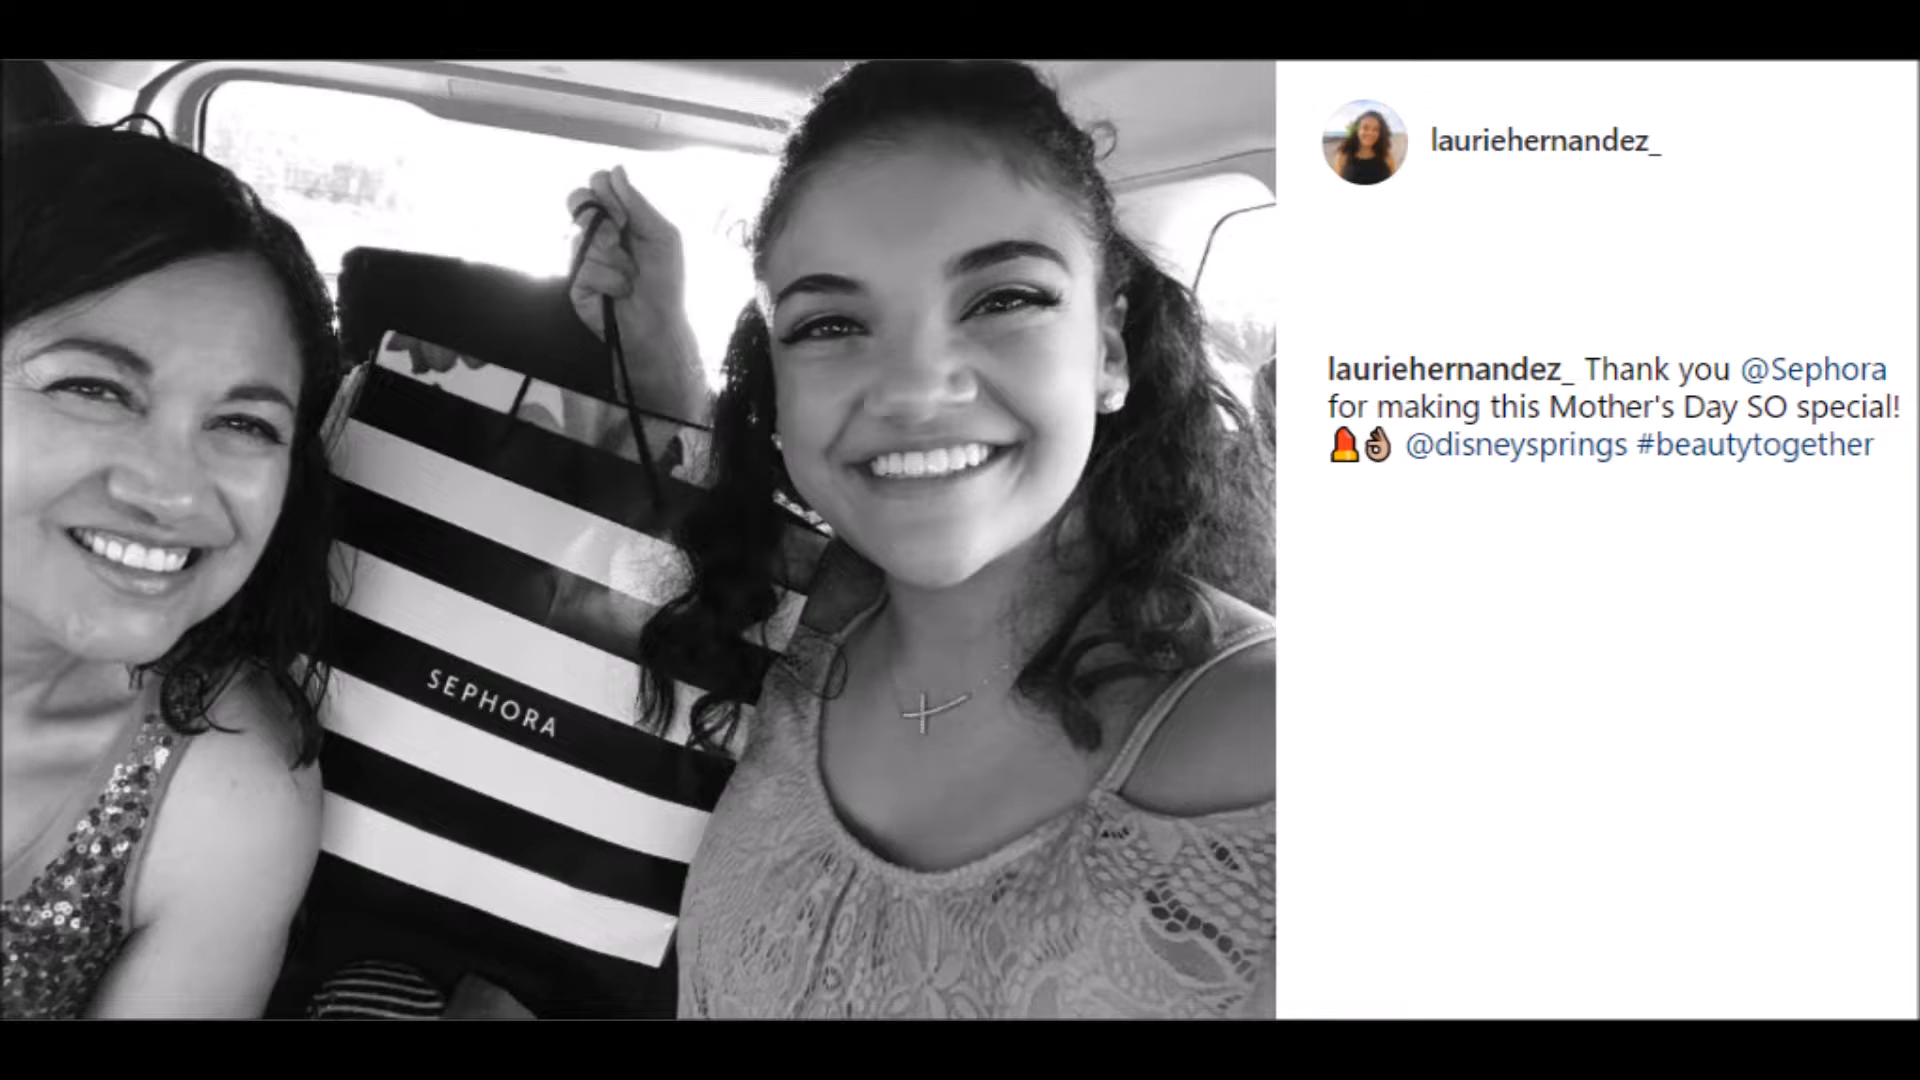 SEPHORA
lauriehernandez_
lauriehernandez_ Thank you @Sephora
for making this Mother's Day SO special!
💄👌🏽 @disneysprings #beautytogether